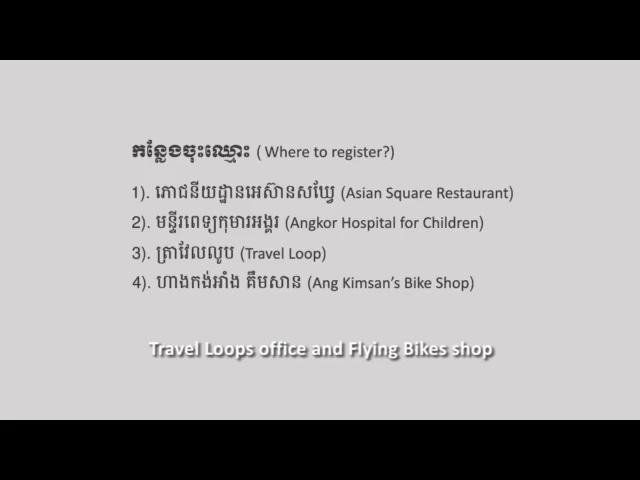 កន្លែងចុះឈ្មោះ ( Where to register?)
1). ភោជនីយដ្ឋានអេស៊ានសឃ្វែ (Asian Square Restaurant)
2). មន្ទីរពេទ្យកុមារអង្គរ (Angkor Hospital for Children)
3). ត្រាវែលលូប (Travel Loop)
4). ហាងកង់អាំង គឹមសាន (Ang Kimsan’s Bike Shop)
Travel Loops office and Flying Bikes shop